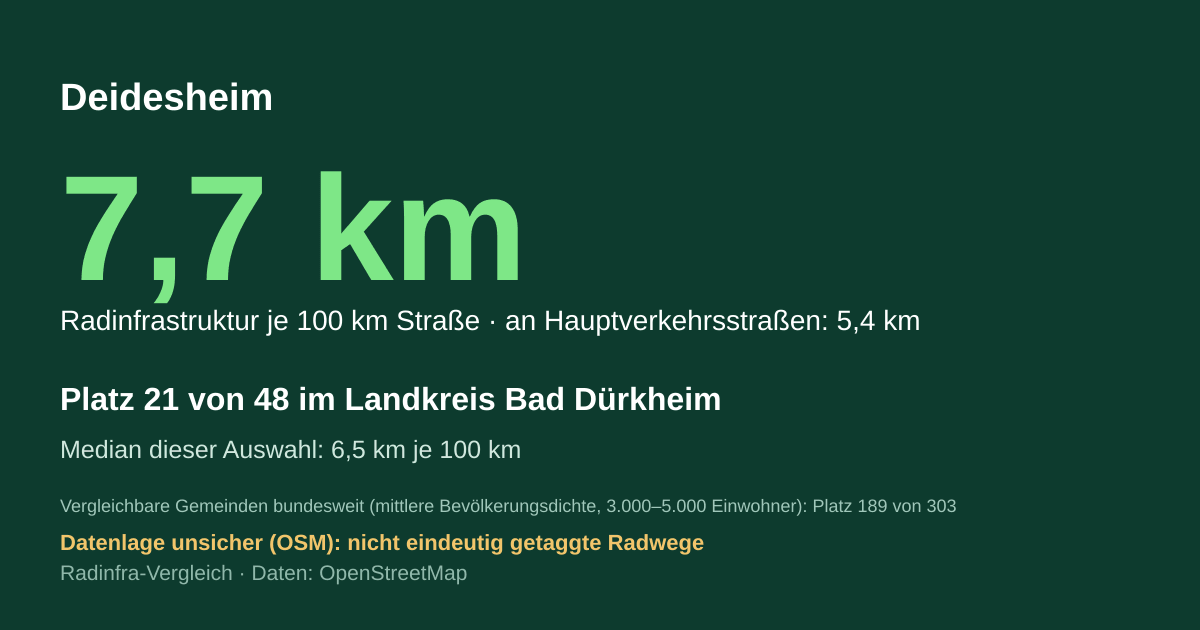 Deidesheim
7,7 km
Radinfrastruktur je 100 km Straße · an Hauptverkehrsstraßen: 5,4 km
Platz 21 von 48 im Landkreis Bad Dürkheim
Median dieser Auswahl: 6,5 km je 100 km
Vergleichbare Gemeinden bundesweit (mittlere Bevölkerungsdichte, 3.000–5.000 Einwohner): Platz 189 von 303
Datenlage unsicher (OSM): nicht eindeutig getaggte Radwege
Radinfra-Vergleich · Daten: OpenStreetMap